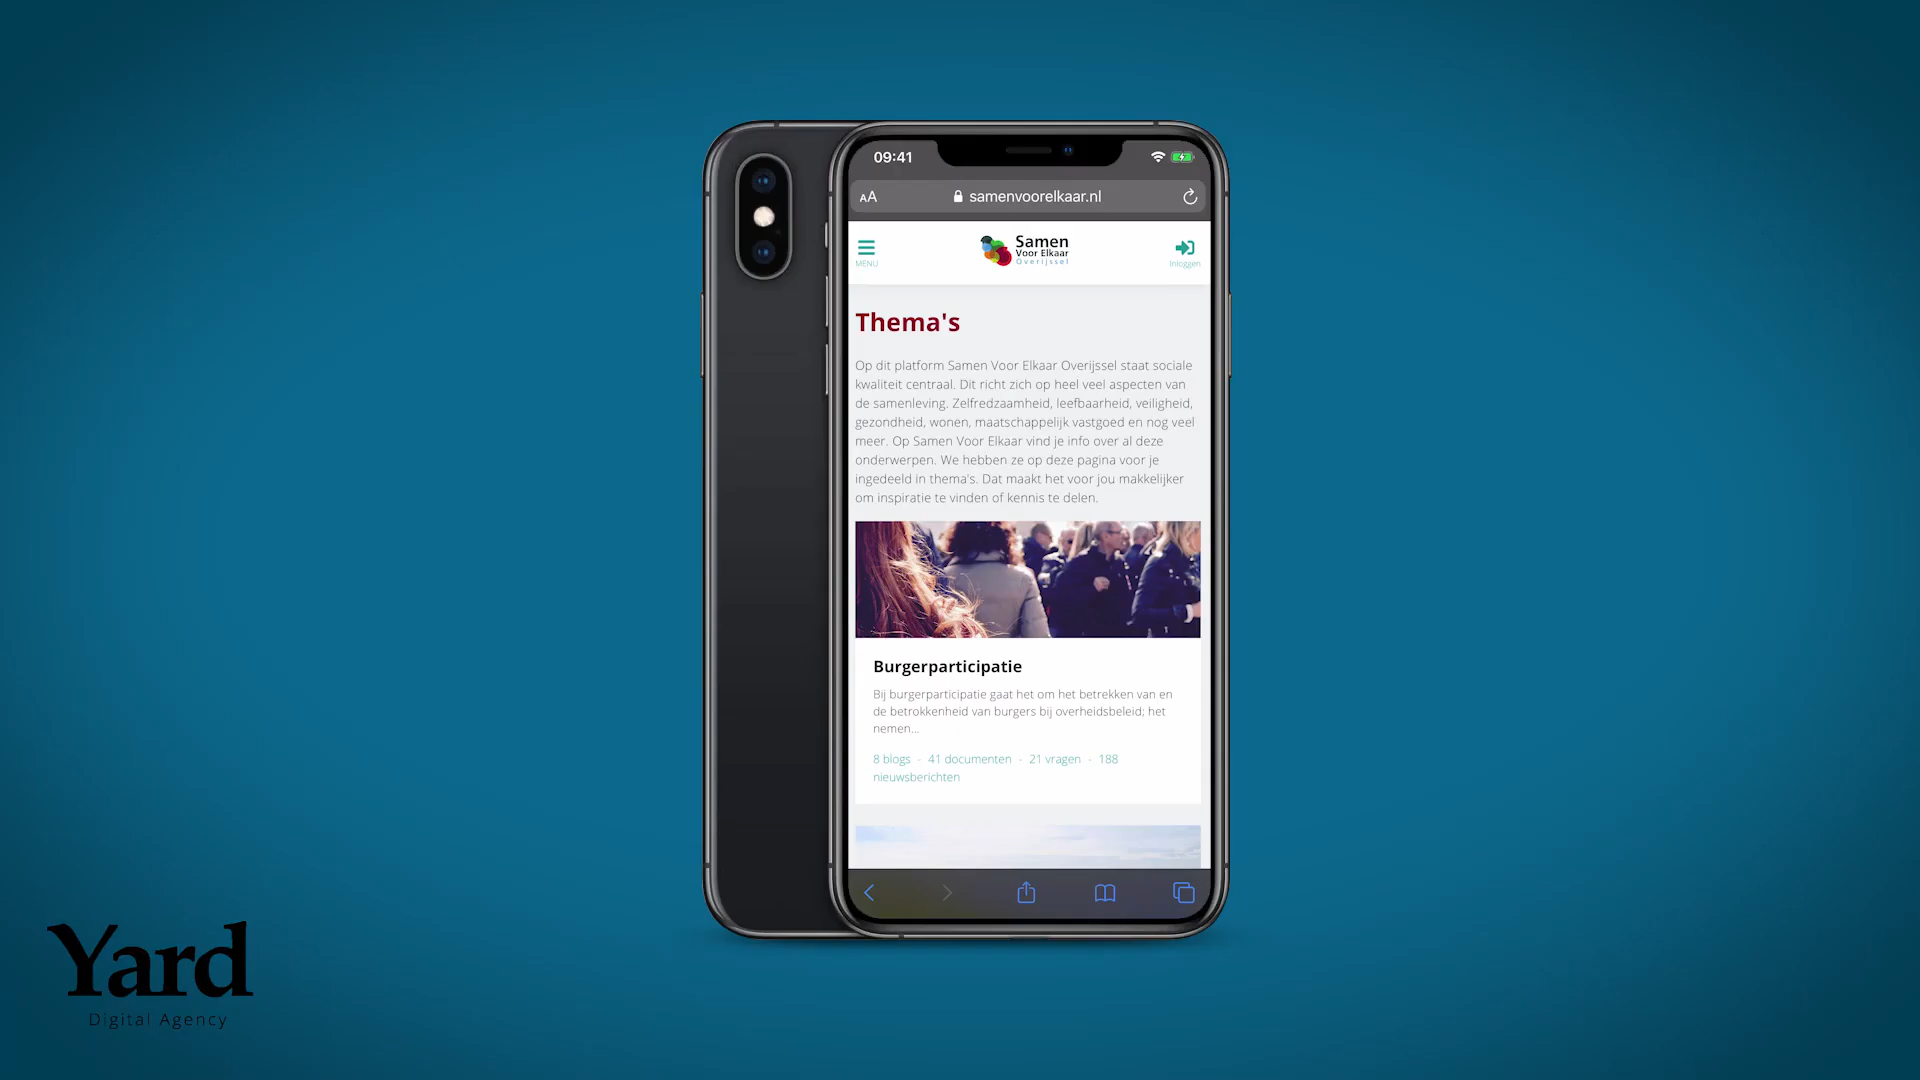 09:41
AA
samenvoorelkaar.nl
MENU
Samen
Voor Elkaar
Overijssel
Inloggen
Thema's
Op dit platform Samen Voor Elkaar Overijssel staat sociale
kwaliteit centraal. Dit richt zich op heel veel aspecten van
de samenleving. Zelfredzaamheid, leefbaarheid, veiligheid,
gezondheid, wonen, maatschappelijk vastgoed en nog veel
meer. Op Samen Voor Elkaar vind je info over al deze
onderwerpen. We hebben ze op deze pagina voor je
ingedeeld in thema's. Dat maakt het voor jou makkelijker
om inspiratie te vinden of kennis te delen.
Burgerparticipatie
Bij burgerparticipatie gaat het om het betrekken van en
de betrokkenheid van burgers bij overheidsbeleid; het
nemen...
8 blogs - 41 documenten - 21 vragen - 188
nieuwsberichten
Yard
Digital Agency